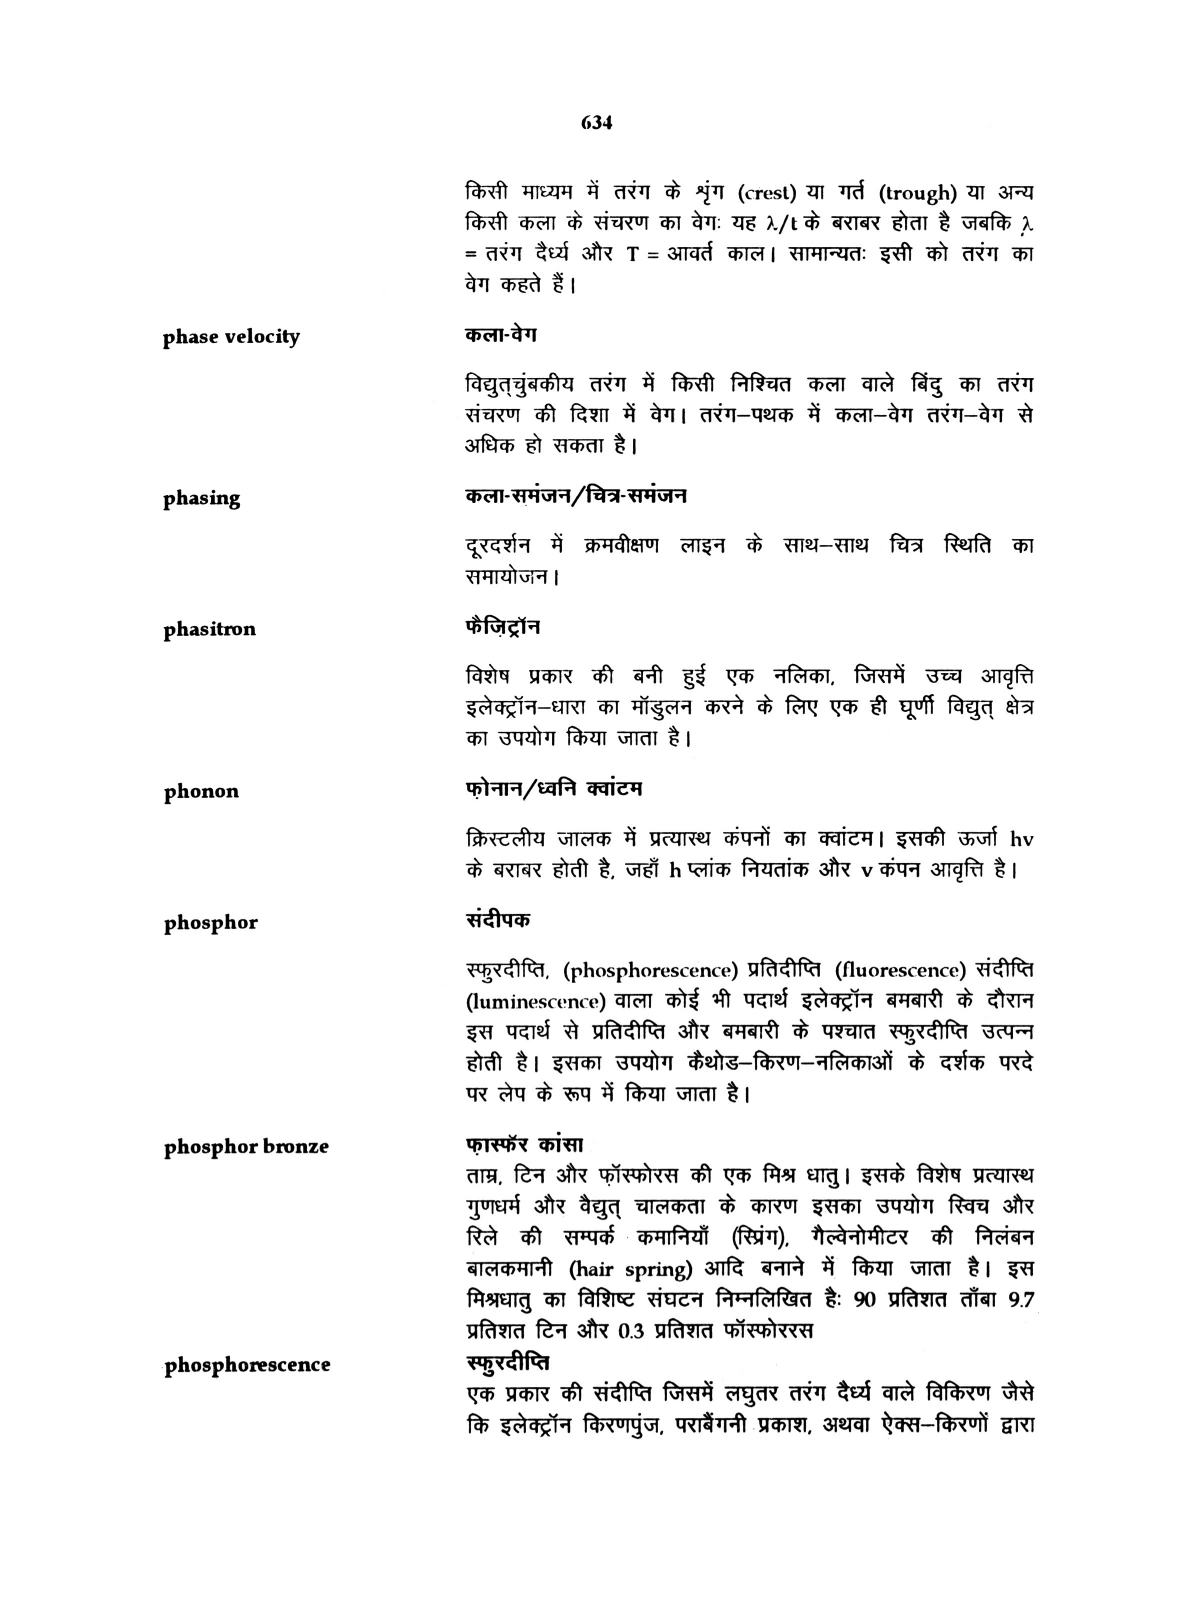 634
किसी माध्यम में तरंग के शृंग (crest) या गर्त (trough) या अन्य
किसी कला के संचरण का वेगः यह λ/t के बराबर होता है जबकि λ
= तरंग दैर्ध्य और T = आवर्त काल। सामान्यतः इसी को तरंग का
वेग कहते हैं।
phase velocity कला-वेग
विद्युत्चुंबकीय तरंग में किसी निश्चित कला वाले बिंदु का तरंग
संचरण की दिशा में वेग। तरंग–पथक में कला–वेग तरंग–वेग से
अधिक हो सकता है।
phasing कला-समंजन/चित्र-समंजन
दूरदर्शन में क्रमवीक्षण लाइन के साथ–साथ चित्र स्थिति का
समायोजन।
phasitron फैज़िट्रॉन
विशेष प्रकार की बनी हुई एक नलिका, जिसमें उच्च आवृत्ति
इलेक्ट्रॉन–धारा का मॉडुलन करने के लिए एक ही घूर्णी विद्युत् क्षेत्र
का उपयोग किया जाता है।
phonon फ़ोनान/ध्वनि क्वांटम
क्रिस्टलीय जालक में प्रत्यास्थ कंपनों का क्वांटम। इसकी ऊर्जा hv
के बराबर होती है, जहाँ h प्लांक नियतांक और v कंपन आवृत्ति है।
phosphor संदीपक
स्फुरदीप्ति, (phosphorescence) प्रतिदीप्ति (fluorescence) संदीप्ति
(luminescence) वाला कोई भी पदार्थ इलेक्ट्रॉन बमबारी के दौरान
इस पदार्थ से प्रतिदीप्ति और बमबारी के पश्चात स्फुरदीप्ति उत्पन्न
होती है। इसका उपयोग कैथोड–किरण–नलिकाओं के दर्शक परदे
पर लेप के रूप में किया जाता है।
phosphor bronze फ़ास्फॅर कांसा
ताम्र, टिन और फ़ॉस्फोरस की एक मिश्र धातु। इसके विशेष प्रत्यास्थ
गुणधर्म और वैद्युत् चालकता के कारण इसका उपयोग स्विच और
रिले की सम्पर्क कमानियाँ (स्प्रिंग), गैल्वेनोमीटर की निलंबन
बालकमानी (hair spring) आदि बनाने में किया जाता है। इस
मिश्रधातु का विशिष्ट संघटन निम्नलिखित हैः 90 प्रतिशत ताँबा 9.7
प्रतिशत टिन और 0.3 प्रतिशत फॉस्फोररस
phosphorescence स्फुरदीप्ति
एक प्रकार की संदीप्ति जिसमें लघुतर तरंग दैर्ध्य वाले विकिरण जैसे
कि इलेक्ट्रॉन किरणपुंज, पराबैंगनी प्रकाश, अथवा ऐक्स–किरणों द्वारा